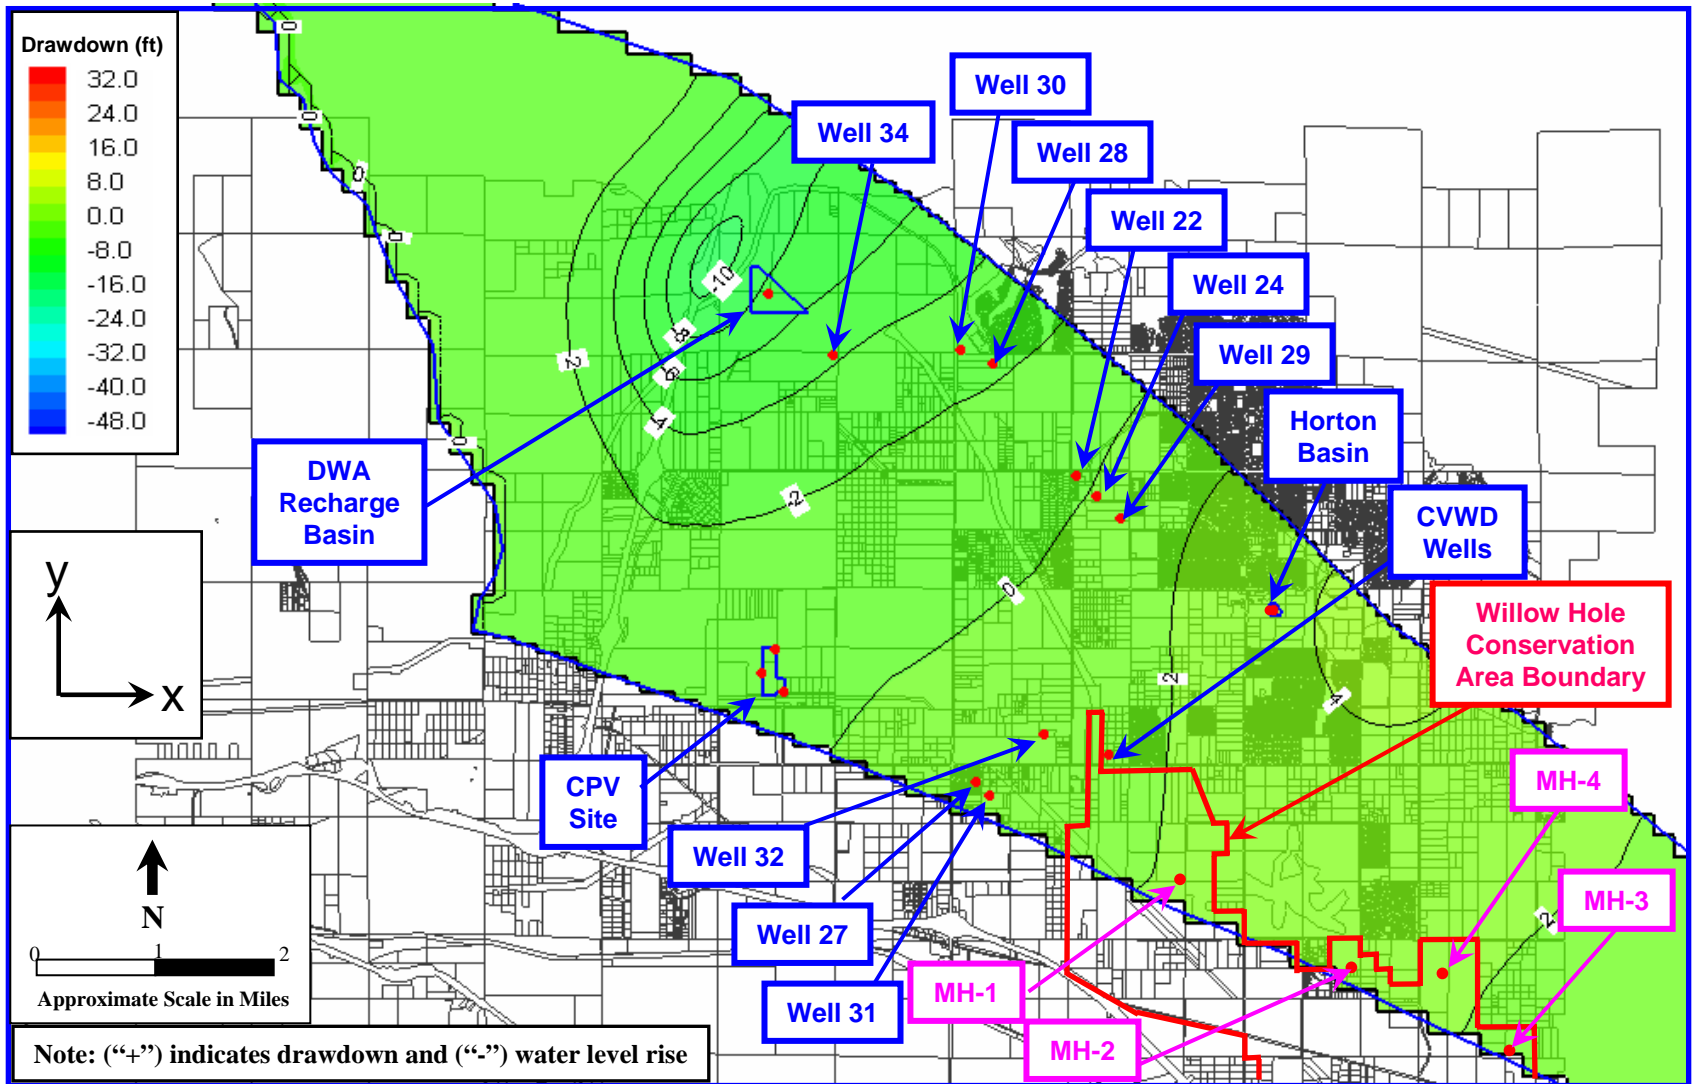 Drawdown (ft)
32.0
24.0
16.0
8.0
0.0
-8.0
-16.0
-24.0
-32.0
-40.0
-48.0
0
0
0
0
0
Well 30
Well 34
Well 28
Well 22
Well 24
Well 29
Horton
Basin
CVWD
Wells
Willow Hole
Conservation
Area Boundary
DWA
Recharge
Basin
-10
-8
-6
-4
-2
-2
0
2
4
2
y
x
CPV
Site
Well 32
Well 27
Well 31
MH-4
MH-3
MH-1
MH-2
N
0
1
2
Approximate Scale in Miles
Note: (“+”) indicates drawdown and (“-”) water level rise